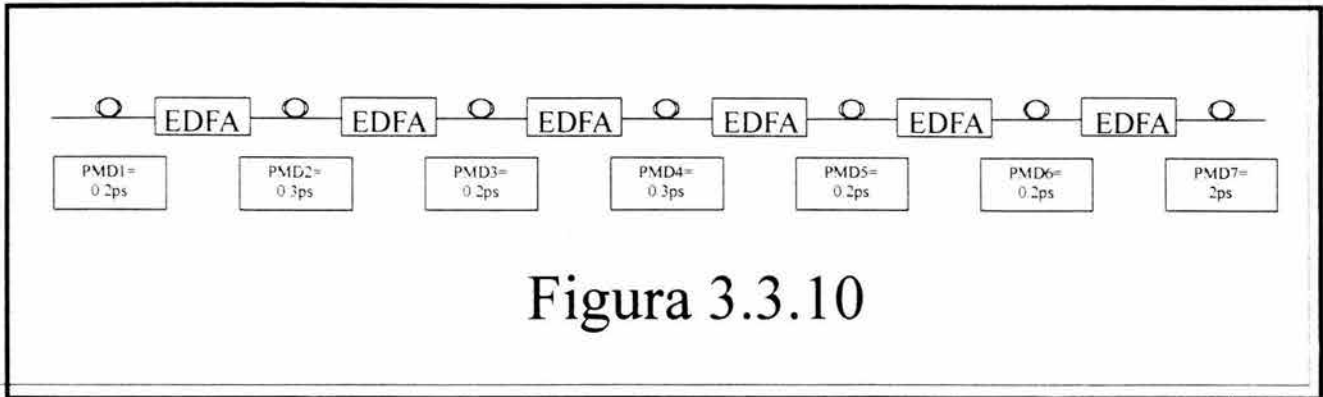 EDFA EDFA EDFA EDFA EDFA EDFA
PMD1= PMD2= PMD3= PMD4= PMD5= PMD6= PMD7=
0.2ps 0.3ps 0.2ps 0.3ps 0.2ps 0.2ps 2ps
Figura 3.3.10